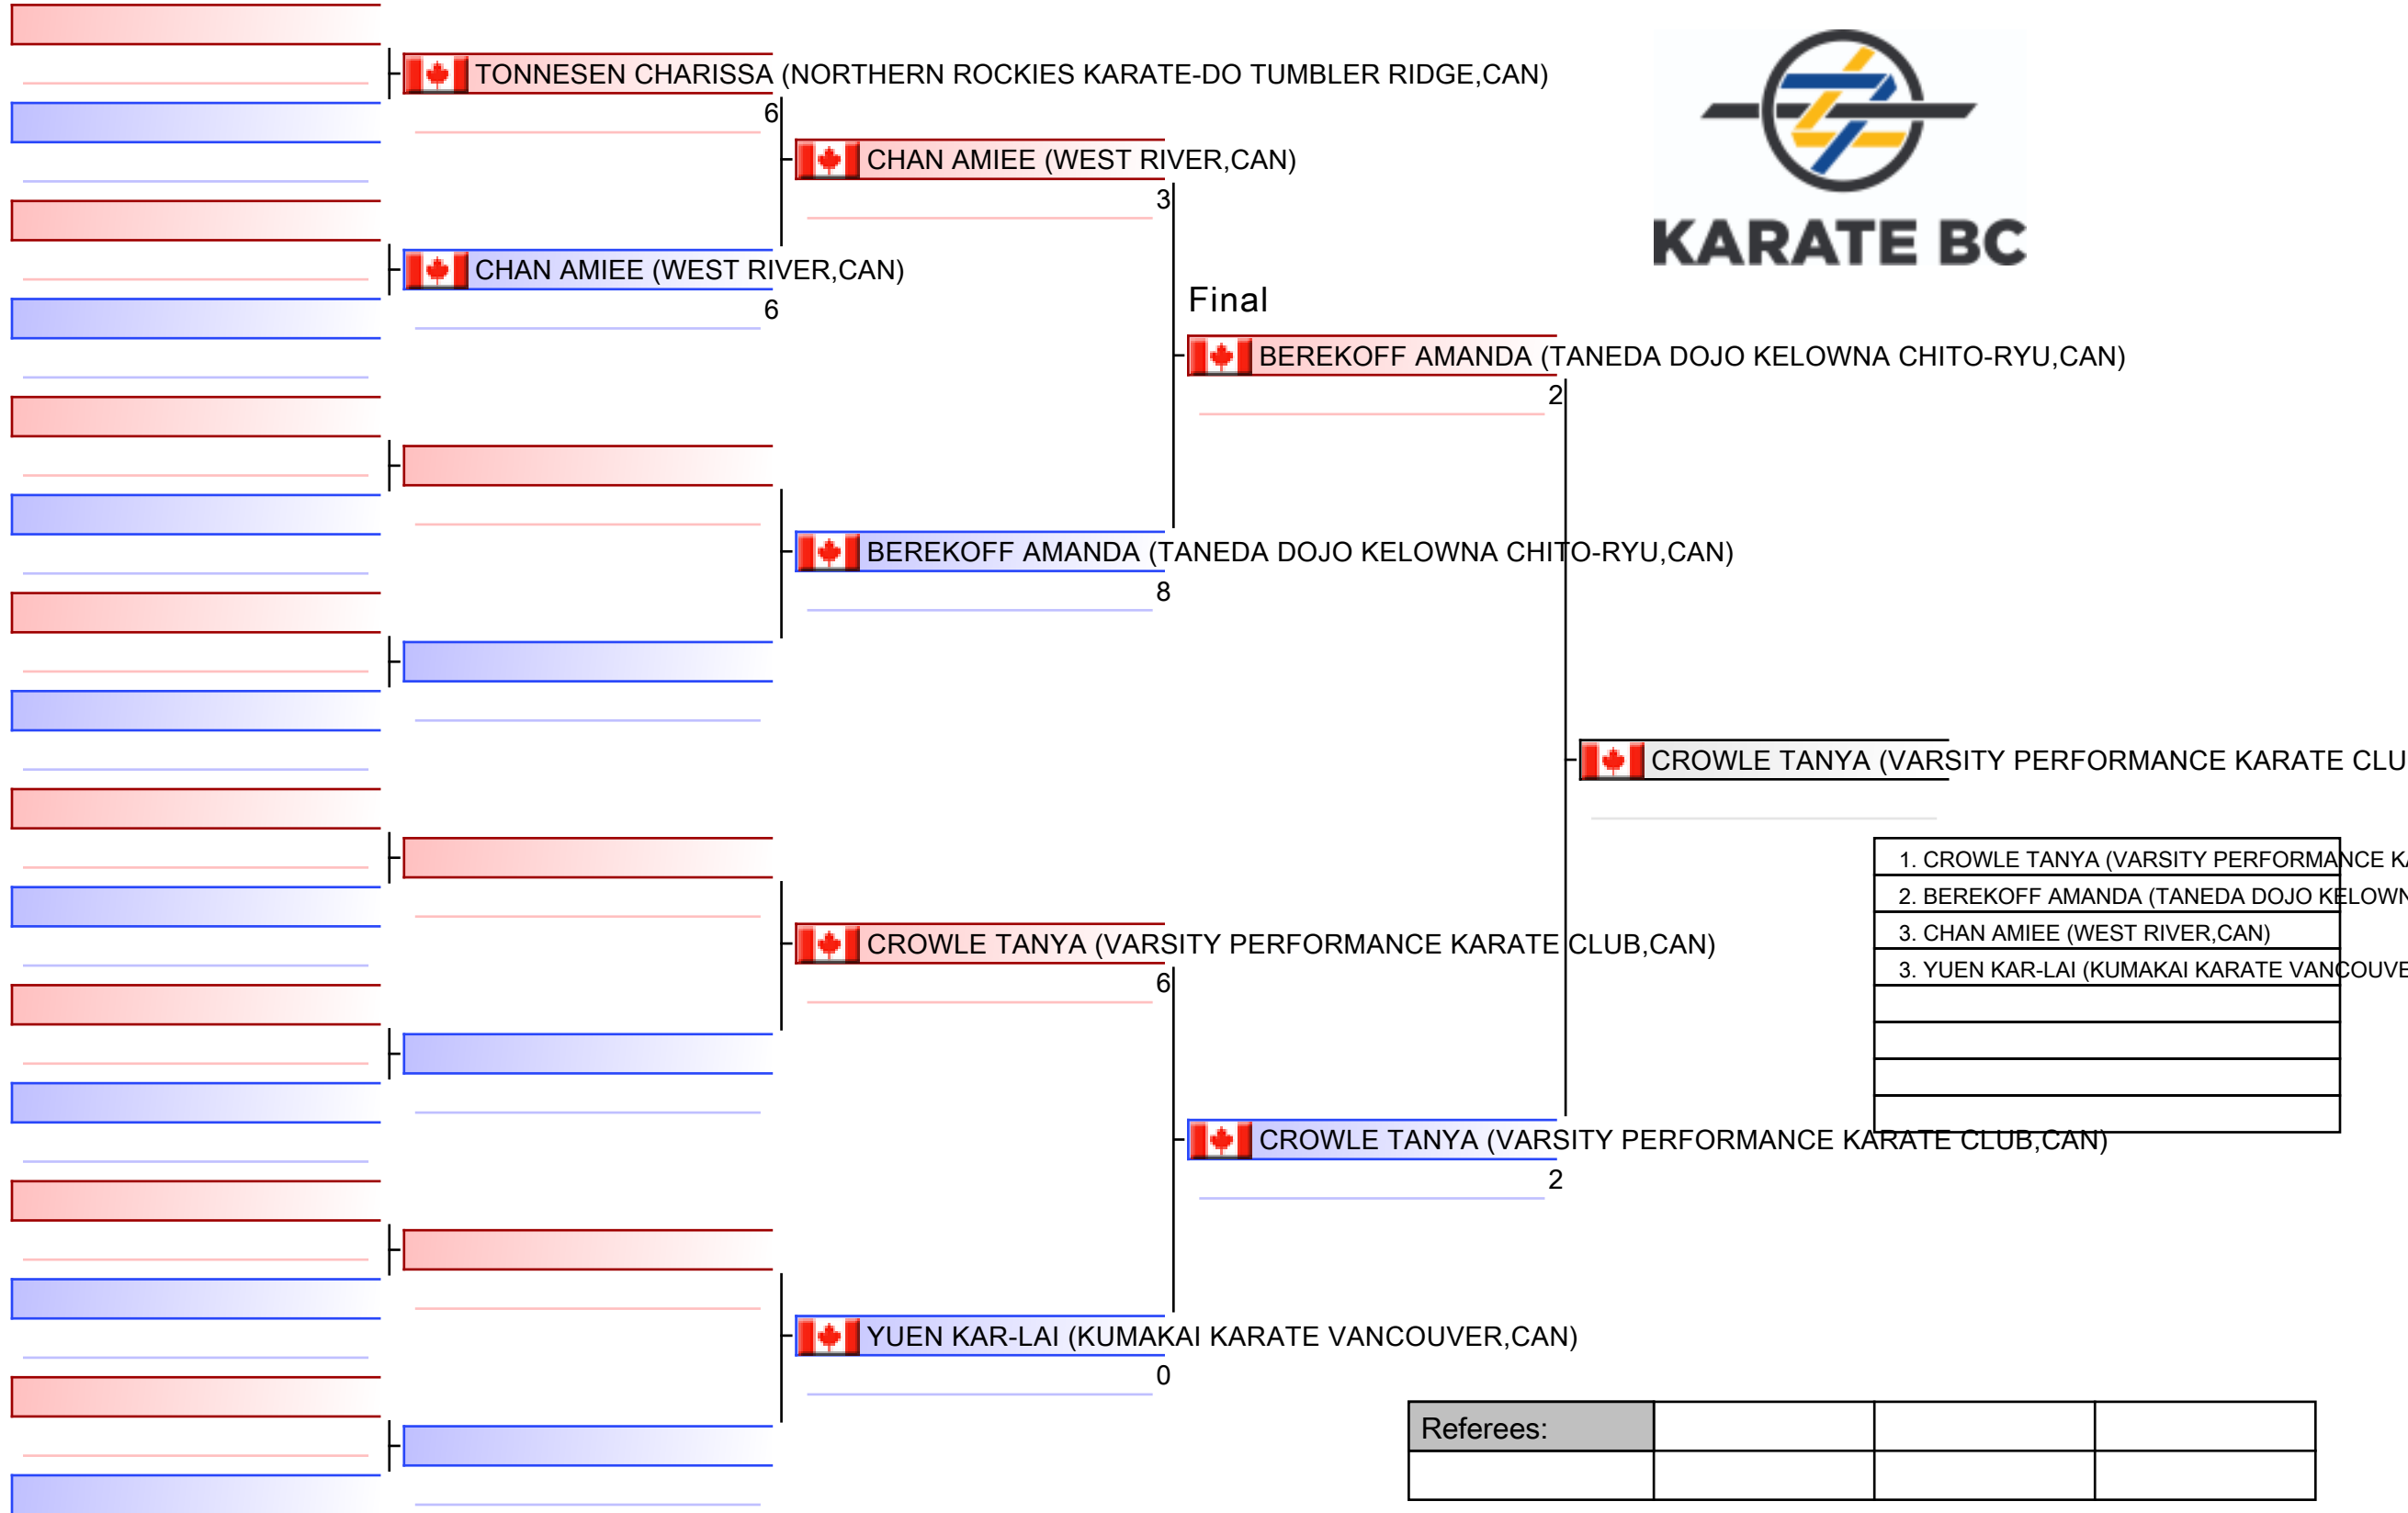 TONNESEN CHARISSA (NORTHERN ROCKIES KARATE-DO TUMBLER RIDGE,CAN)
6
CHAN AMIEE (WEST RIVER,CAN)
3
KARATE BC
CHAN AMIEE (WEST RIVER,CAN)
6
Final
BEREKOFF AMANDA (TANEDA DOJO KELOWNA CHITO-RYU,CAN)
2
BEREKOFF AMANDA (TANEDA DOJO KELOWNA CHITO-RYU,CAN)
8
CROWLE TANYA (VARSITY PERFORMANCE KARATE CLU
1. CROWLE TANYA (VARSITY PERFORMANCE KA
2. BEREKOFF AMANDA (TANEDA DOJO KELOWN
3. CHAN AMIEE (WEST RIVER,CAN)
3. YUEN KAR-LAI (KUMAKAI KARATE VANCOUVE
CROWLE TANYA (VARSITY PERFORMANCE KARATE CLUB,CAN)
6
CROWLE TANYA (VARSITY PERFORMANCE KARATE CLUB,CAN)
2
YUEN KAR-LAI (KUMAKAI KARATE VANCOUVER,CAN)
0
Referees: